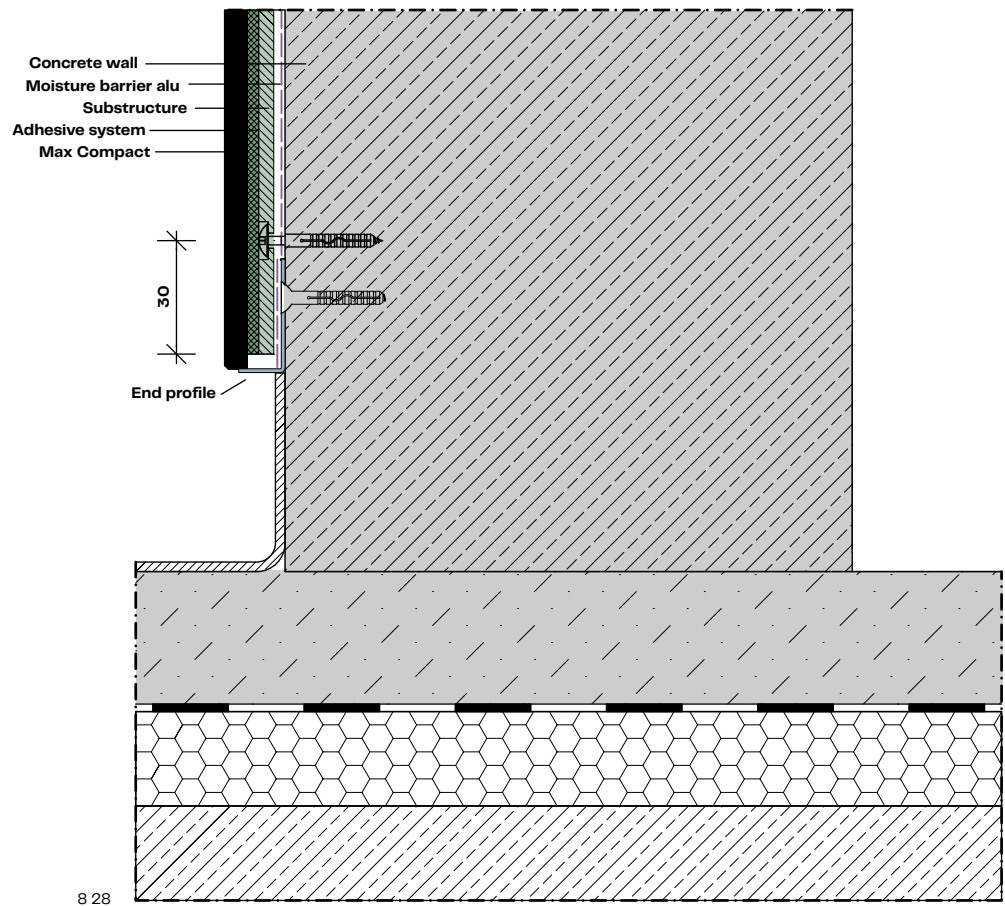 Concrete wall
Moisture barrier alu
Substructure
Adhesive system
Max Compact
30
End profile
8 28